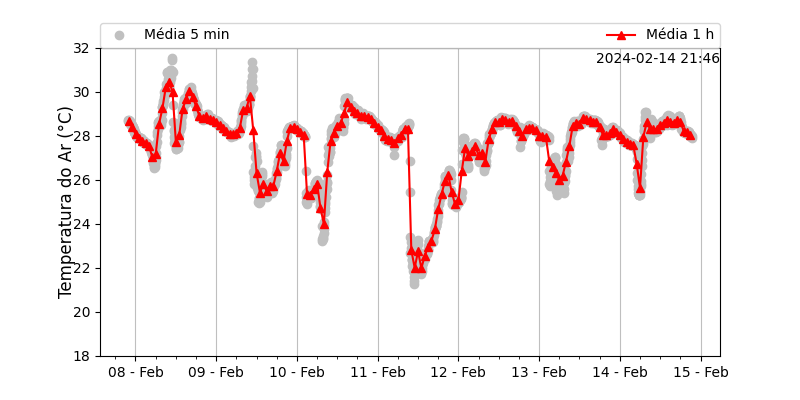 Média 5 min
Média 1 h
2024-02-14 21:46
Temperatura do Ar (°C)
32
30
28
26
24
22
20
18
08 - Feb
09 - Feb
10 - Feb
11 - Feb
12 - Feb
13 - Feb
14 - Feb
15 - Feb